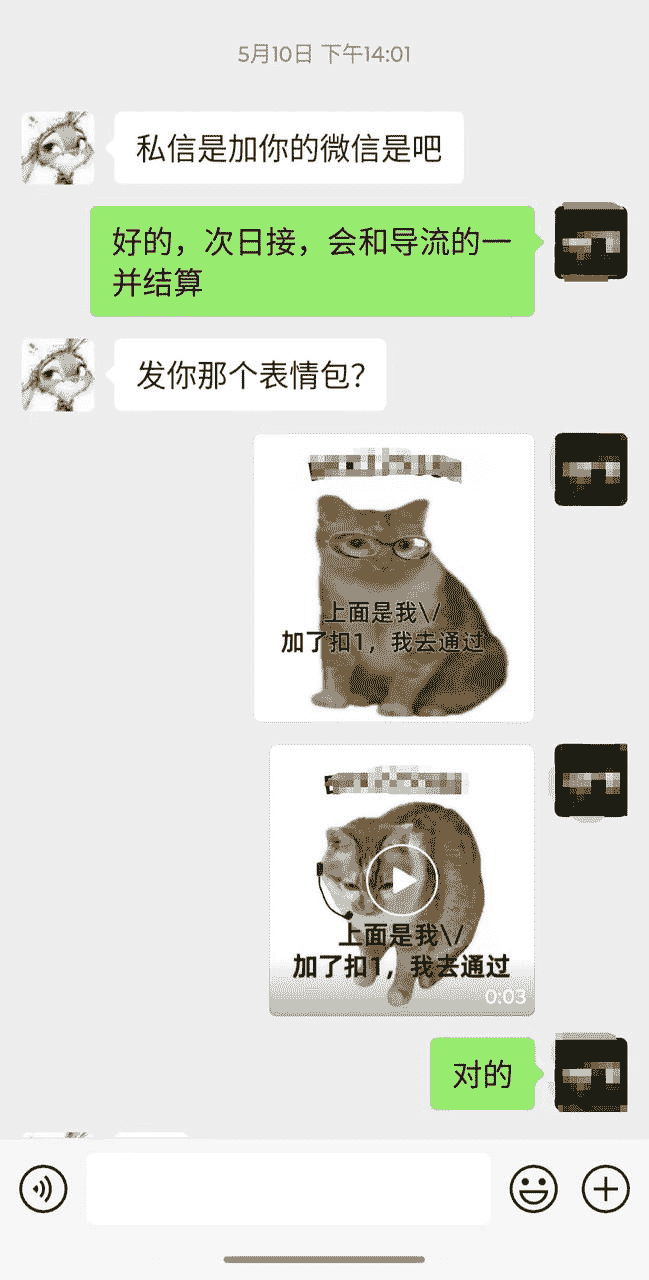 5月10日 下午14:01
私信是加你的微信是吧
好的，次日接，会和导流的一
并结算
发你那个表情包？
上面是我\/
加了扣1，我去通过
上面是我\/
加了扣1，我去通过
0:03
对的